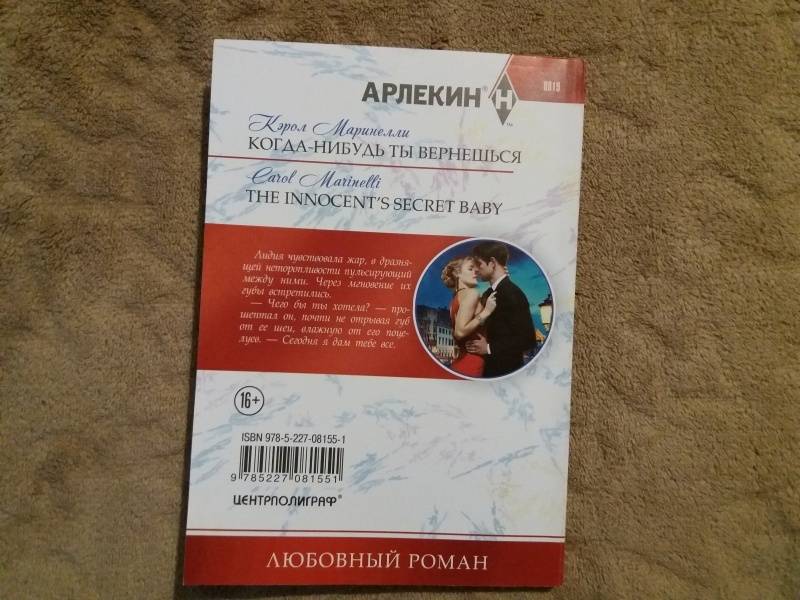 0819
АРЛЕКИН®
Кэрол Маринелли
КОГДА-НИБУДЬ ТЫ ВЕРНЕШЬСЯ
Carol Marinelli
THE INNOCENT'S SECRET BABY
Лидия чувствовала жар, в дразня-
щей неторопливости пульсирующий
между ними. Через мгновение их
губы встретились.
— Чего бы ты хотела? — про-
шептал он, почти не отрывая губ
от ее шеи, влажную от его поце-
луев. — Сегодня я дам тебе все.
16+
ISBN 978-5-227-08155-1
9 785227 081551
ЦЕНТРПОЛИГРАФ®
ЛЮБОВНЫЙ РОМАН